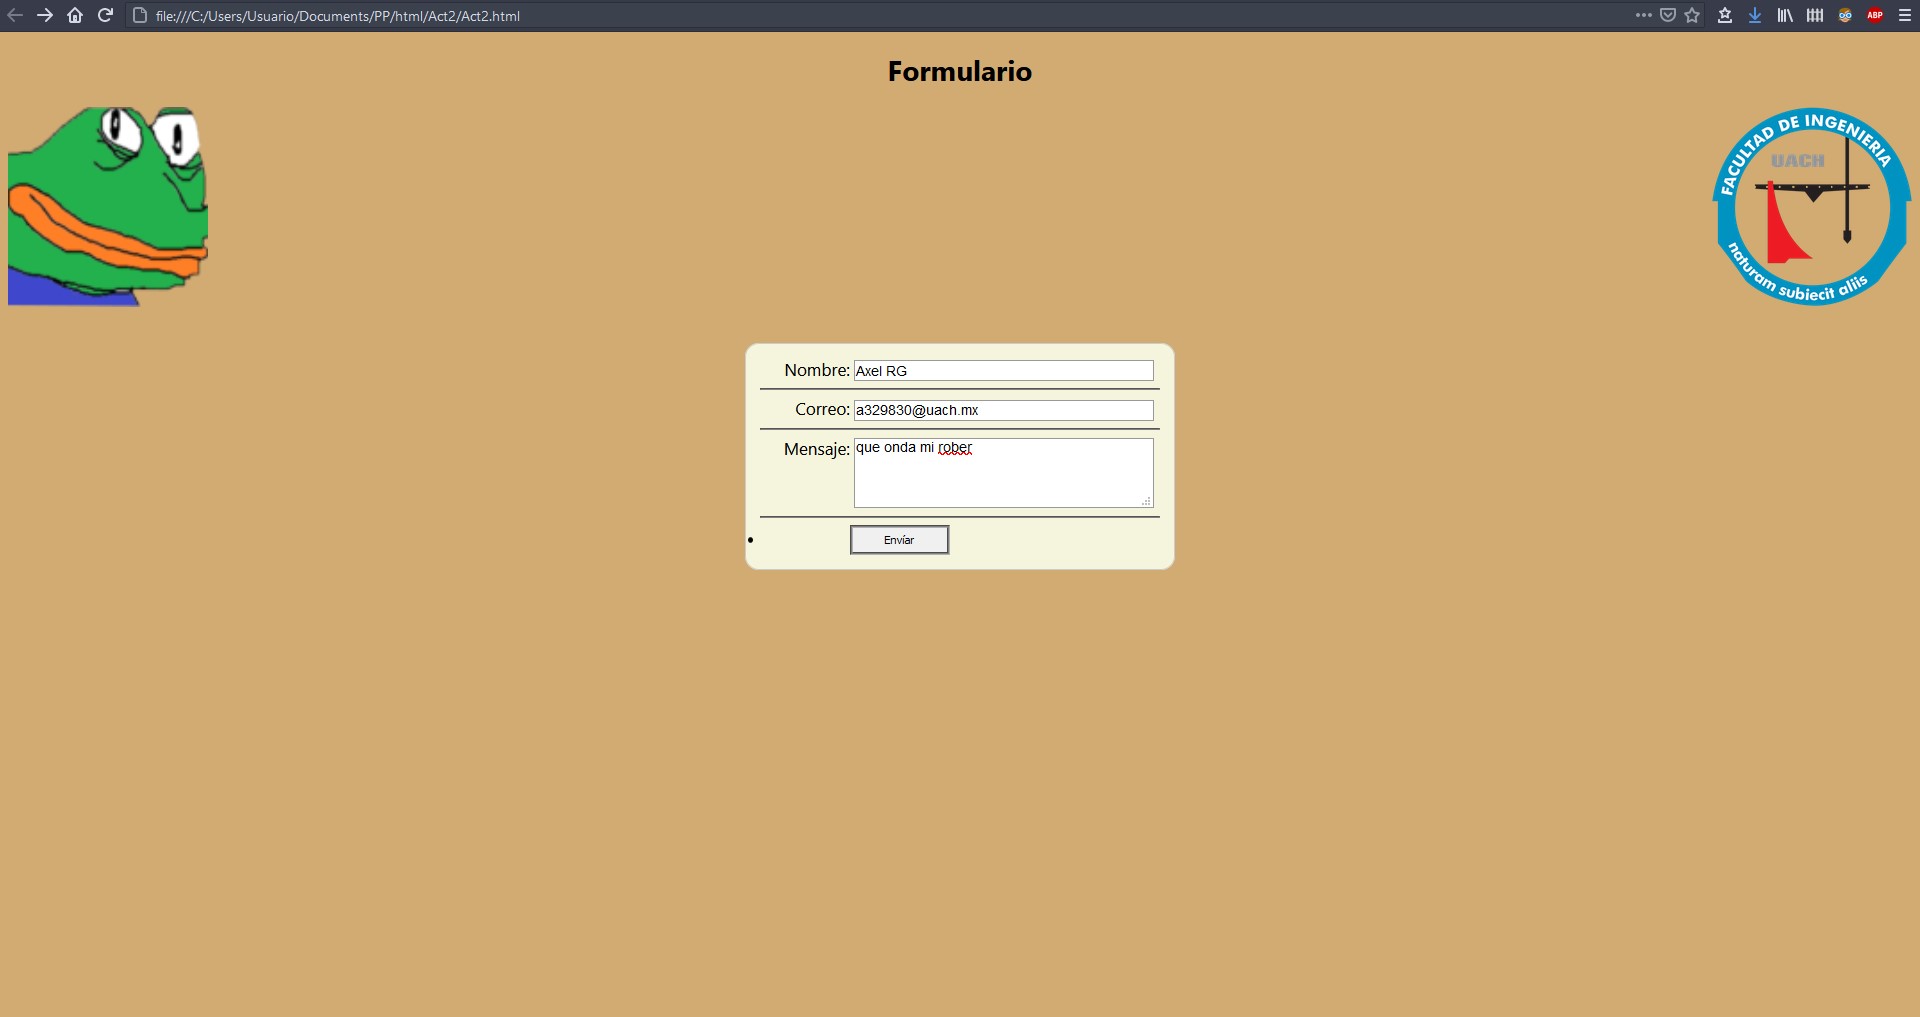 file:///C:/Users/Usuario/Documents/PP/html/Act2/Act2.html
ABP
Formulario
FACULTAD DE INGENIERIA
UACH
naturam subiecit aliis
Nombre: Axel RG
Correo: a329830@uach.mx
Mensaje: que onda mi rober
Envíar